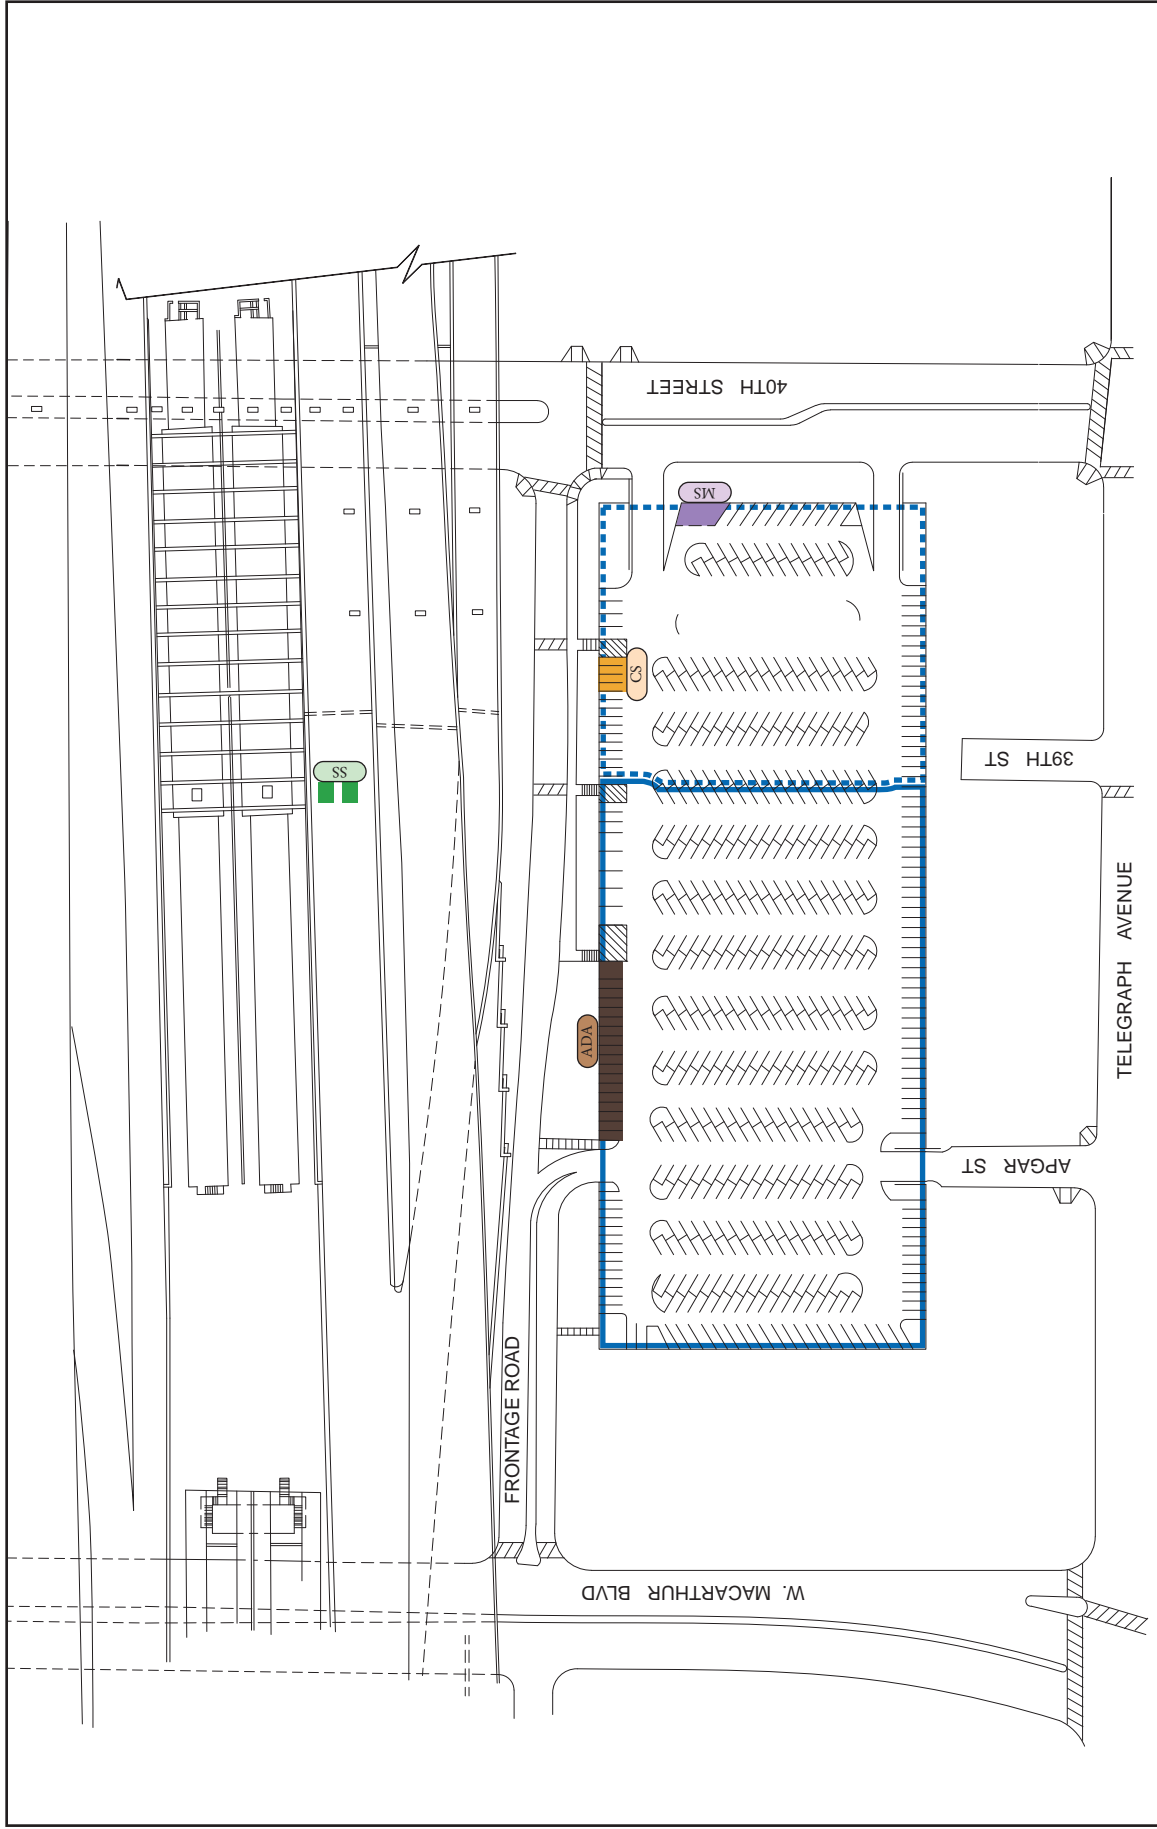 40TH STREET
MS
CS
39TH ST
SS
TELEGRAPH AVENUE
ADA
APGAR ST
FRONTAGE ROAD
W. MACARTHUR BLVD